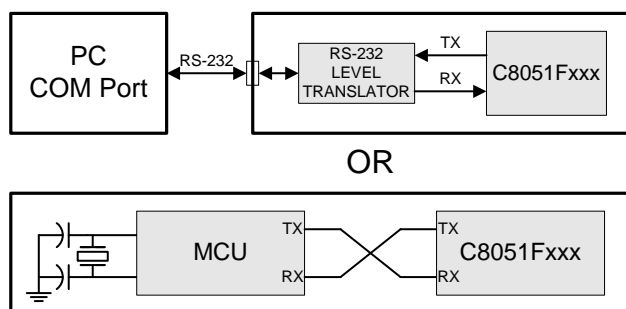 PC
COM Port
RS-232
RS-232
LEVEL
TRANSLATOR
TX
RX
C8051Fxxx
OR
MCU
TX
RX
TX
RX
C8051Fxxx